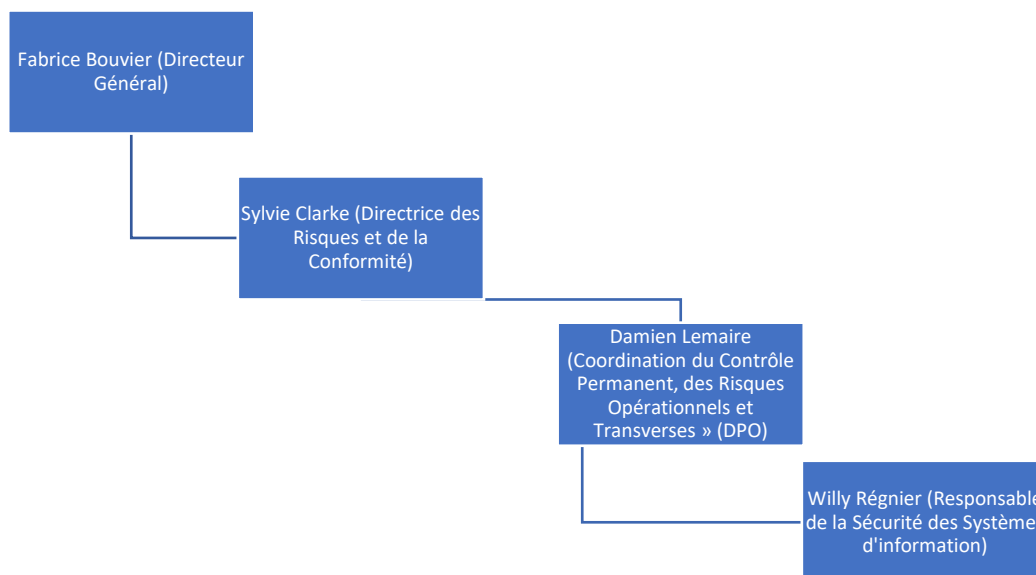 Fabrice Bouvier (Directeur
Général)
Sylvie Clarke (Directrice des
Risques et de la
Conformité)
Damien Lemaire
(Coordination du Contrôle
Permanent, des Risques
Opérationnels et
Transverses » (DPO)
Willy Régnier (Responsable
de la Sécurité des Système
d'information)